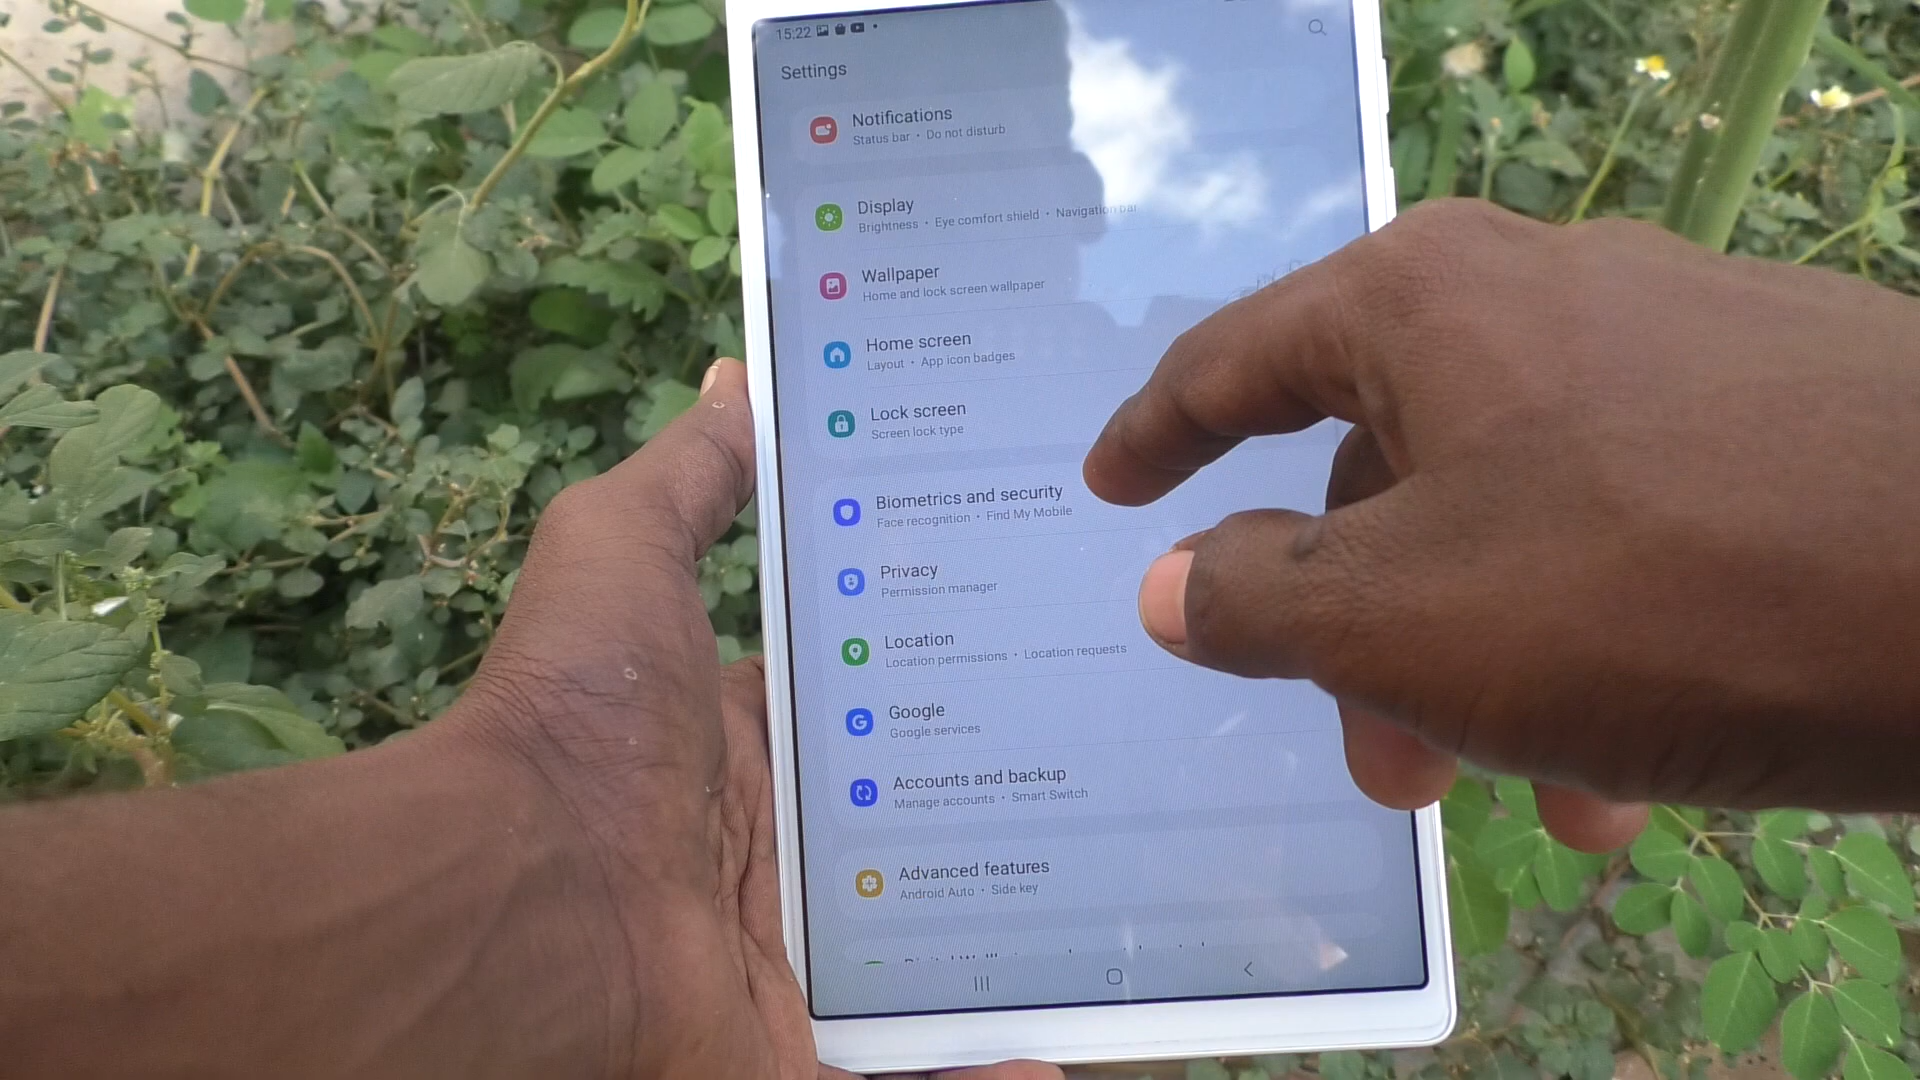 15:22
Settings
Notifications
Status bar • Do not disturb
Display
Brightness • Eye comfort shield • Navigation bar
Wallpaper
Home and lock screen wallpaper
Home screen
Layout • App icon badges
Lock screen
Screen lock type
Biometrics and security
Face recognition • Find My Mobile
Privacy
Permission manager
Location
Location permissions • Location requests
Google
Google services
Accounts and backup
Manage accounts • Smart Switch
Advanced features
Android Auto • Side key